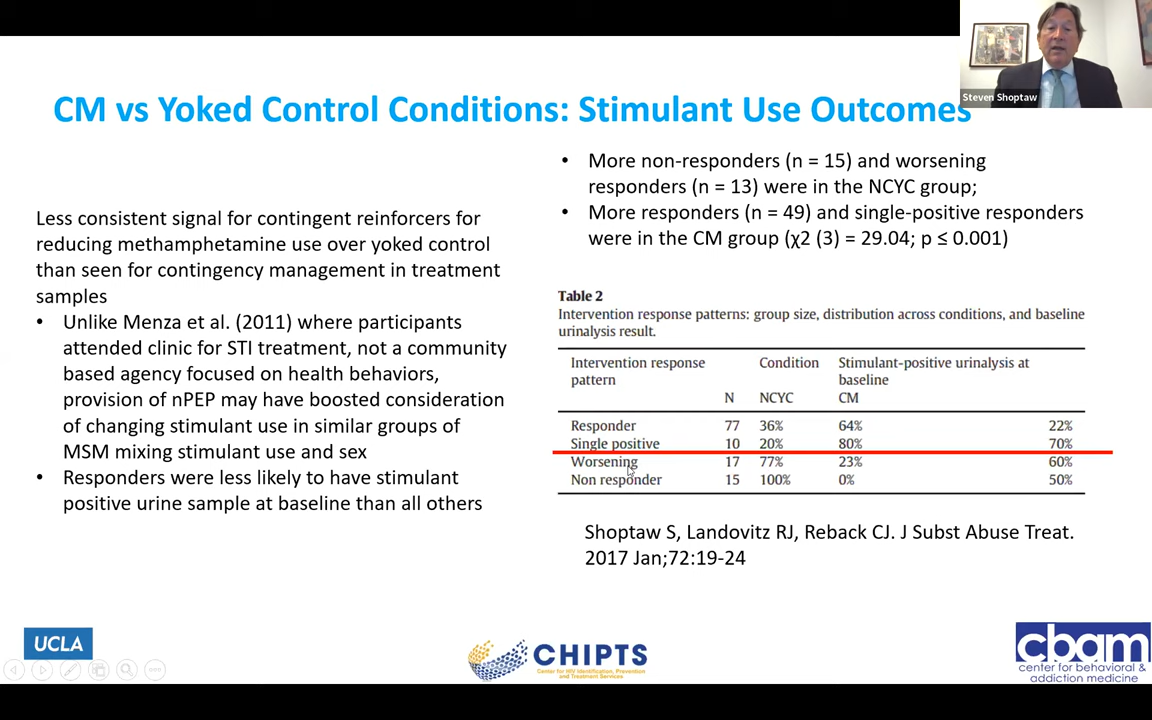 Steven Shoptaw
CM vs Yoked Control Conditions: Stimulant Use Outcomes
Less consistent signal for contingent reinforcers for
reducing methamphetamine use over yoked control
than seen for contingency management in treatment
samples
• Unlike Menza et al. (2011) where participants
attended clinic for STI treatment, not a community
based agency focused on health behaviors,
provision of nPEP may have boosted consideration
of changing stimulant use in similar groups of
MSM mixing stimulant use and sex
• Responders were less likely to have stimulant
positive urine sample at baseline than all others
• More non-responders (n = 15) and worsening
responders (n = 13) were in the NCYC group;
• More responders (n = 49) and single-positive responders
were in the CM group (χ2 (3) = 29.04; p ≤ 0.001)
Table 2
Intervention response patterns: group size, distribution across conditions, and baseline
urinalysis result.
Intervention response Condition Stimulant-positive urinalysis at
pattern baseline
N NCYC CM
Responder 77 36% 64% 22%
Single positive 10 20% 80% 70%
Worsening 17 77% 23% 60%
Non responder 15 100% 0% 50%
Shoptaw S, Landovitz RJ, Reback CJ. J Subst Abuse Treat.
2017 Jan;72:19-24
UCLA
CHIPTS
Center for HIV Identification, Prevention
and Treatment Services
cbam
center for behavioral &
addiction medicine